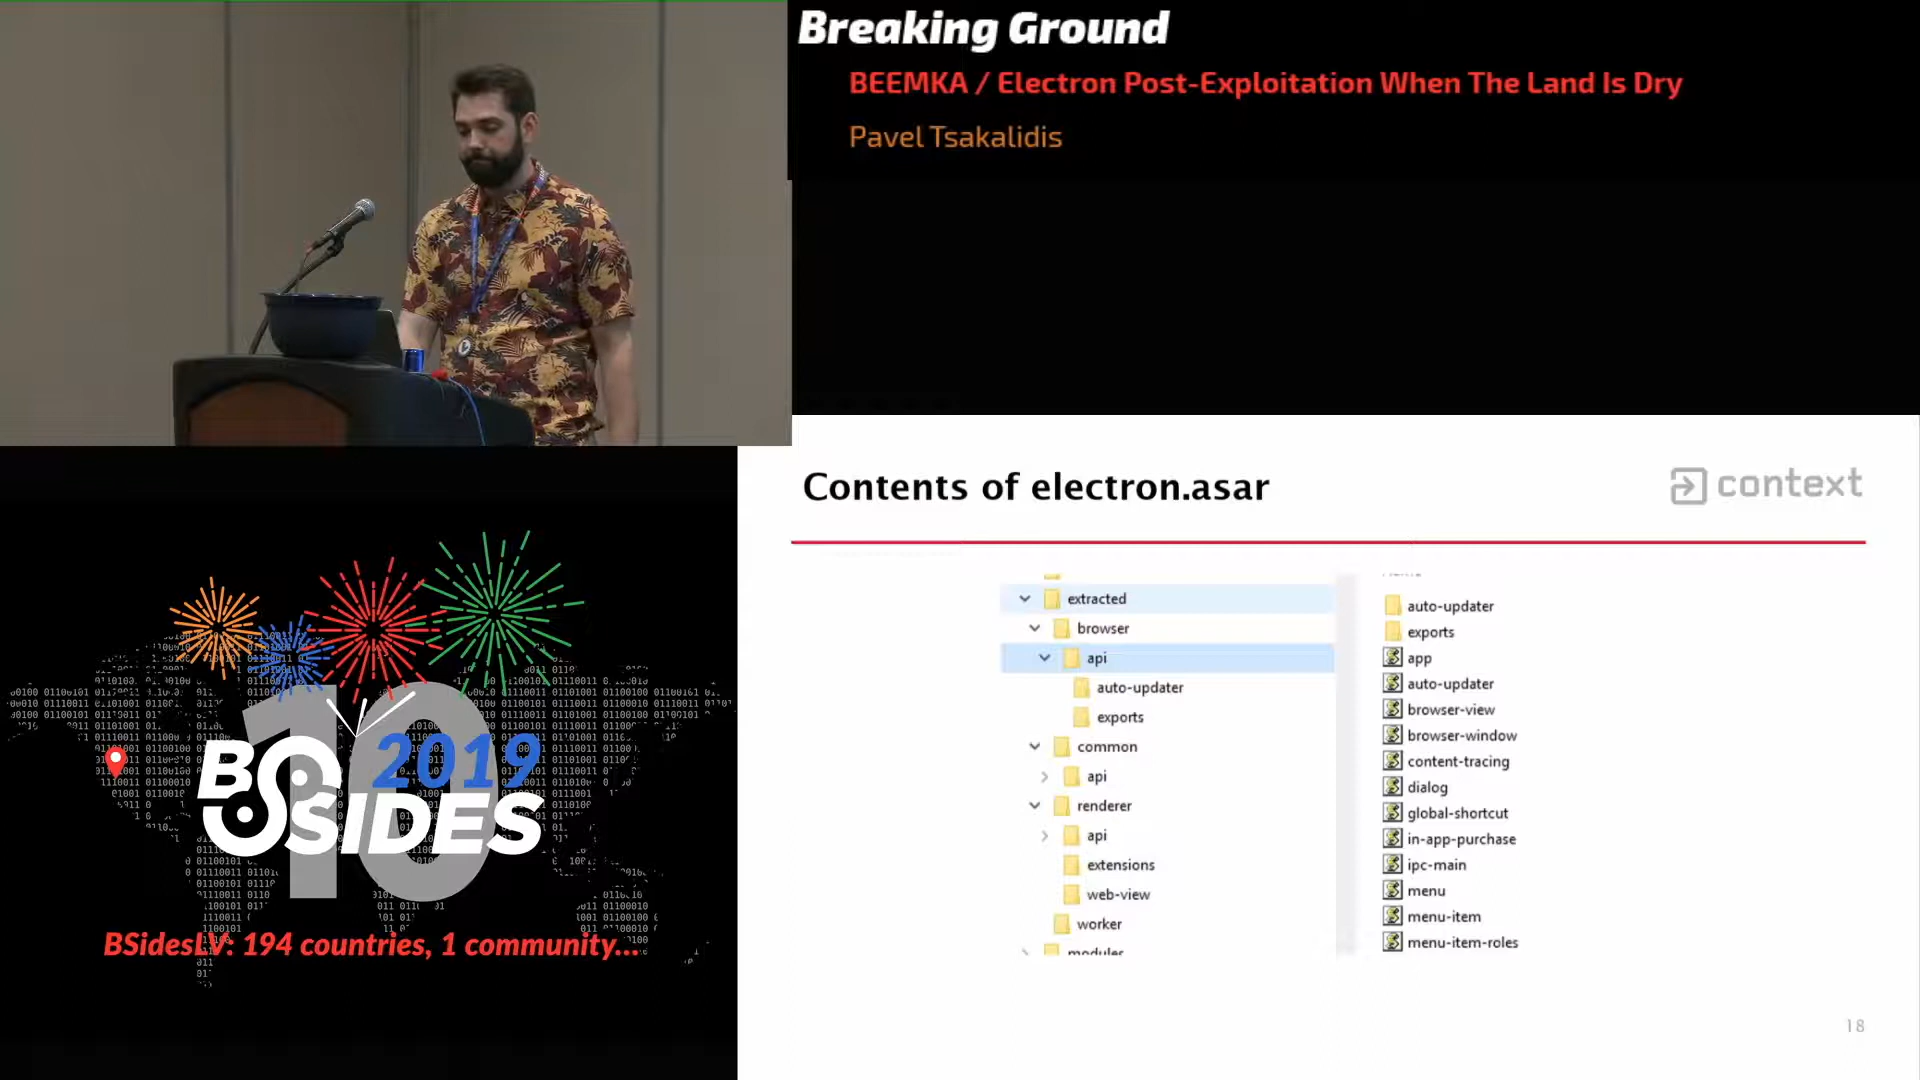 Breaking Ground
BEEMKA / Electron Post-Exploitation When The Land Is Dry
Pavel Tsakalidis
Contents of electron.asar
context
extracted
browser
api
auto-updater
exports
common
api
renderer
api
extensions
web-view
worker
modules
auto-updater
exports
app
auto-updater
browser-view
browser-window
content-tracing
dialog
global-shortcut
in-app-purchase
ipc-main
menu
menu-item
menu-item-roles
18
10
2019
BSIDES
BSidesLV: 194 countries, 1 community...